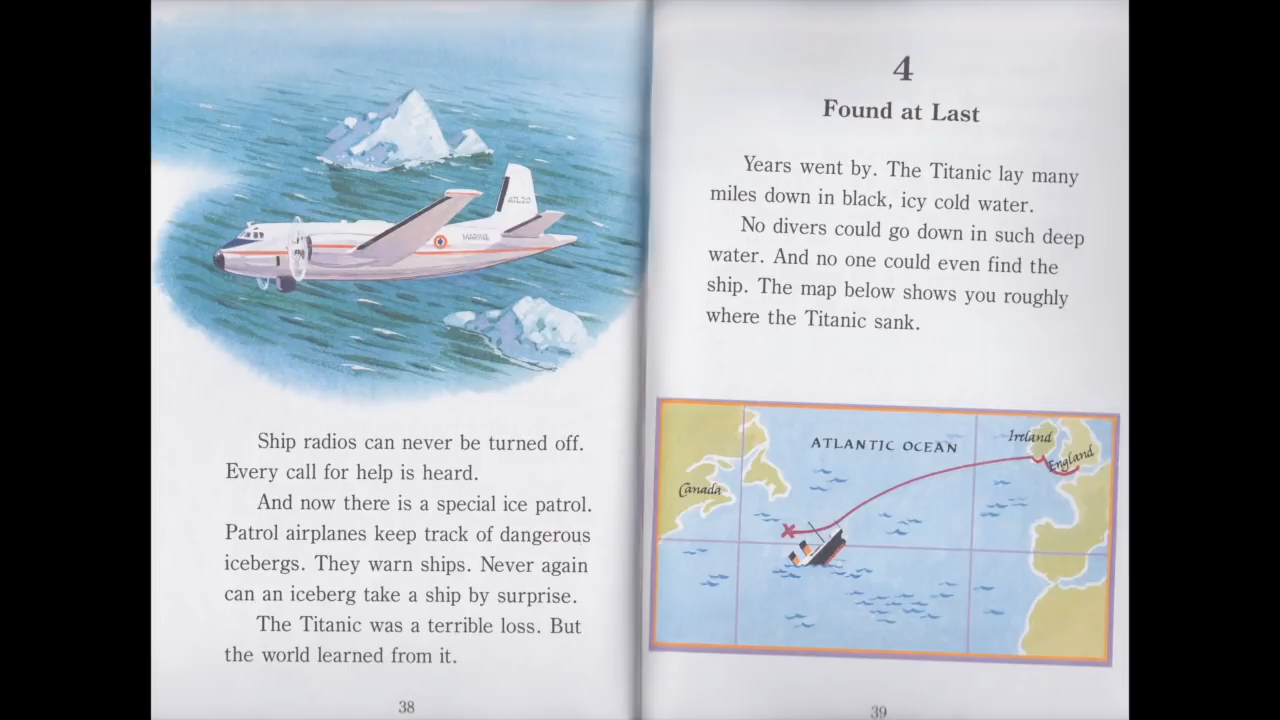 ATL20
MARINE
Ship radios can never be turned off.
Every call for help is heard.
And now there is a special ice patrol.
Patrol airplanes keep track of dangerous
icebergs. They warn ships. Never again
can an iceberg take a ship by surprise.
The Titanic was a terrible loss. But
the world learned from it.
38
4
Found at Last
Years went by. The Titanic lay many
miles down in black, icy cold water.
No divers could go down in such deep
water. And no one could even find the
ship. The map below shows you roughly
where the Titanic sank.
ATLANTIC OCEAN
Ireland
England
Canada
39